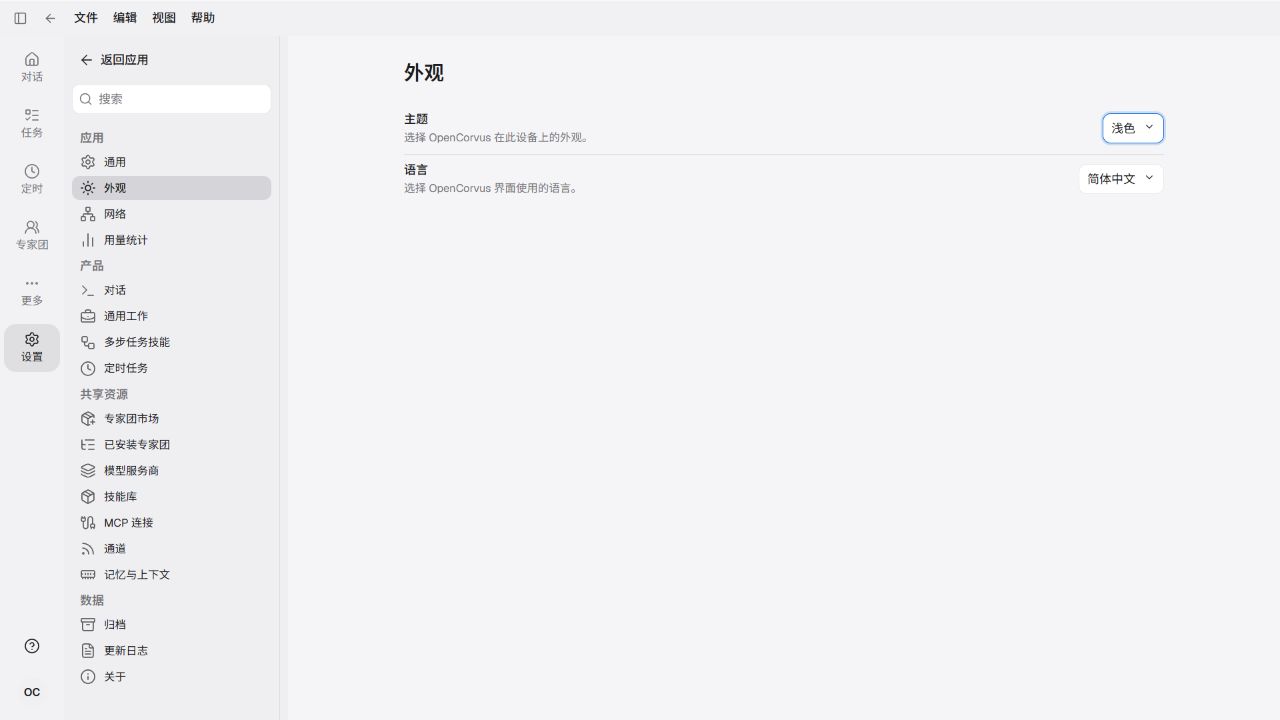 文件 编辑 视图 帮助
对话
任务
定时
专家团
更多
设置
OC
返回应用
搜索
应用
通用
外观
网络
用量统计
产品
对话
通用工作
多步任务技能
定时任务
共享资源
专家团市场
已安装专家团
模型服务商
技能库
MCP 连接
通道
记忆与上下文
数据
归档
更新日志
关于
外观
主题
选择 OpenCorvus 在此设备上的外观。
浅色
语言
选择 OpenCorvus 界面使用的语言。
简体中文